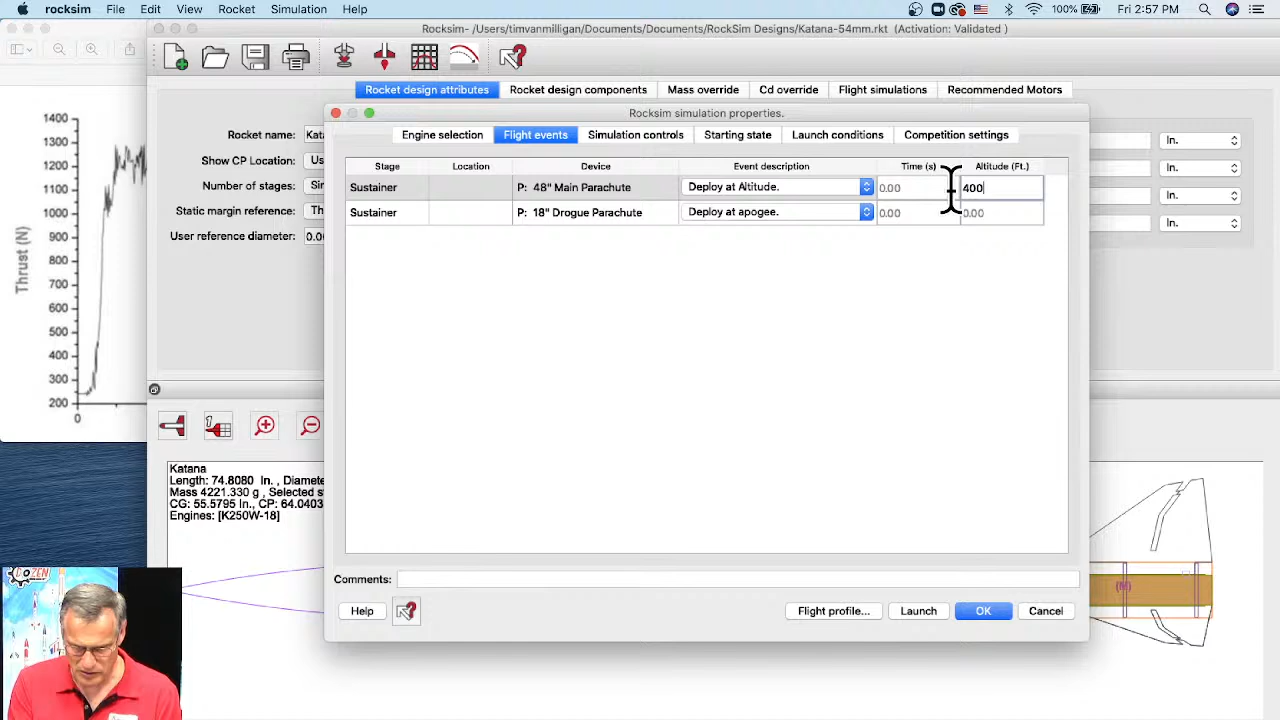 rocksim File Edit Rocket Simulation Events Help 100% Fri 2:57 PM
Rocksim- /Users/timvanmilligan/Documents/Documents/RockSim Designs/Katana-54mm.rkt (Activation: Validated )
Rocket design attributes Rocket design components Mass override Cd override Flight simulations Recommended Motors
Rocksim simulation properties.
Rocket name: Kata
In.
Engine selection Flight events Simulation controls Starting state Launch conditions Competition settings
Show CP Location: Us
In.
Stage Location Device Event description Time (s) Altitude (Ft.)
Number of stages: Sin
Sustainer P: 48" Main Parachute Deploy at Altitude. 0.00 400
In.
Static margin reference: Th
Sustainer P: 18" Drogue Parachute Deploy at apogee. 0.00 0.00
In.
User reference diameter: 0.00
1400
1300
1200
1100
1000
900
800
700
600
500
400
300
200
0
Thrust (N)
Katana
Length: 74.8080 In. , Diamete
Mass 4221.330 g , Selected s
CG: 55.5795 In., CP: 64.0403
Engines: [K250W-18]
(M)
Comments:
Help Flight profile... Launch OK Cancel